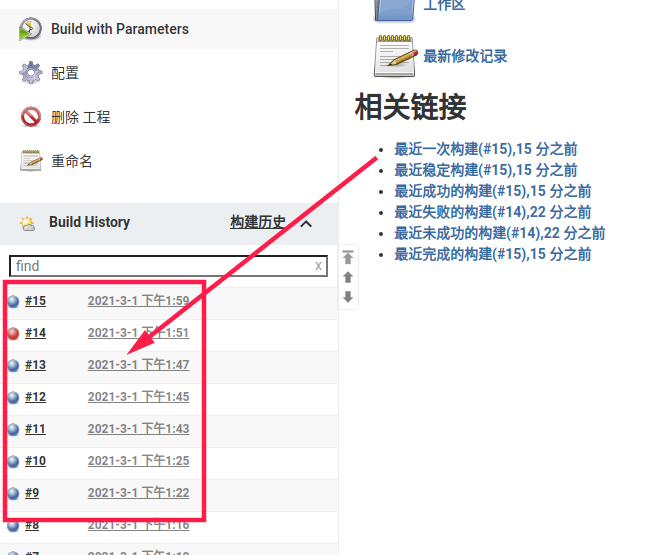 Build with Parameters
配置
删除 工程
重命名
Build History 构建历史
find x
#15 2021-3-1 下午1:59
#14 2021-3-1 下午1:51
#13 2021-3-1 下午1:47
#12 2021-3-1 下午1:45
#11 2021-3-1 下午1:43
#10 2021-3-1 下午1:25
#9 2021-3-1 下午1:22
#8 2021-3-1 下午1:16
工作区
最新修改记录
相关链接
最近一次构建(#15),15 分之前
最近稳定构建(#15),15 分之前
最近成功的构建(#15),15 分之前
最近失败的构建(#14),22 分之前
最近未成功的构建(#14),22 分之前
最近完成的构建(#15),15 分之前